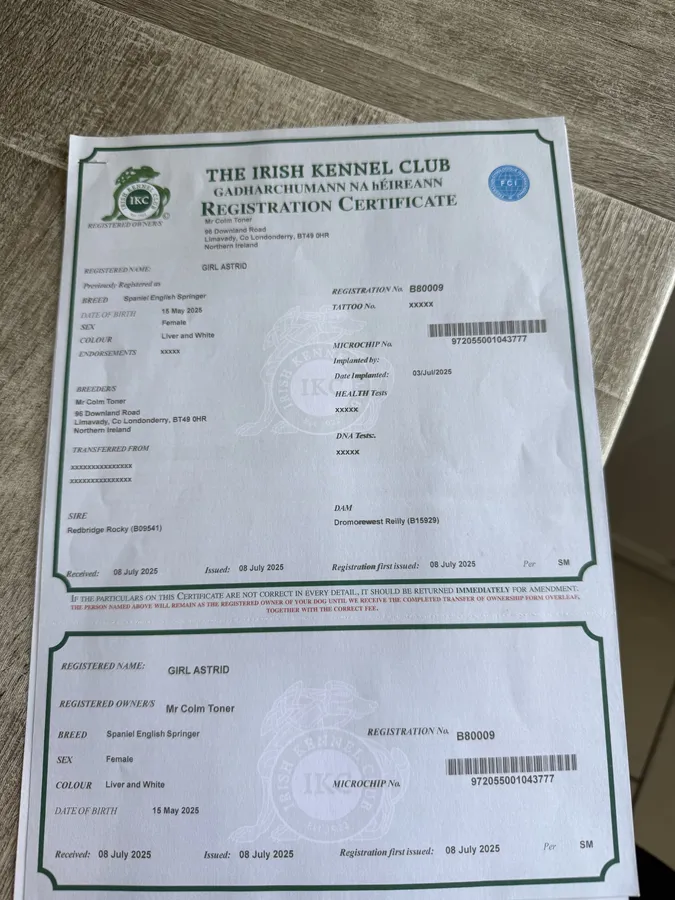 THE IRISH KENNEL CLUB
GADHARCHUMANN NA hÉIREANN
REGISTRATION CERTIFICATE
IKC
REGISTERED OWNER/S
FCI
Mr Colm Toner
96 Downland Road
Limavady, Co Londonderry, BT49 0HR
Northern Ireland
REGISTERED NAME: GIRL ASTRID
Previously Registered as
BREED Spaniel English Springer
DATE OF BIRTH 15 May 2025
SEX Female
COLOUR Liver and White
ENDORSEMENTS xxxxx
REGISTRATION No. B80009
TATTOO No. xxxxx
MICROCHIP No. 972055001043777
Implanted by:
Date Implanted: 03/Jul/2025
HEALTH Tests
xxxxx
DNA Tests:.
xxxxx
BREEDER/S
Mr Colm Toner
96 Downland Road
Limavady, Co Londonderry, BT49 0HR
Northern Ireland
TRANSFERRED FROM
xxxxxxxxxxxxxxx
xxxxxxxxxxxxxxx
SIRE
Redbridge Rocky (B09541)
DAM
Dromorewest Reilly (B15929)
Received: 08 July 2025 Issued: 08 July 2025 Registration first issued: 08 July 2025 Per SM
IF THE PARTICULARS ON THIS CERTIFICATE ARE NOT CORRECT IN EVERY DETAIL, IT SHOULD BE RETURNED IMMEDIATELY FOR AMENDMENT.
THE PERSON NAMED ABOVE WILL REMAIN AS THE REGISTERED OWNER OF YOUR DOG UNTIL WE RECEIVE THE COMPLETED TRANSFER OF OWNERSHIP FORM OVERLEAF,
TOGETHER WITH THE CORRECT FEE.
REGISTERED NAME: GIRL ASTRID
REGISTERED OWNER/S Mr Colm Toner
BREED Spaniel English Springer
SEX Female
COLOUR Liver and White
DATE OF BIRTH 15 May 2025
REGISTRATION No. B80009
MICROCHIP No. 972055001043777
IKC
Received: 08 July 2025 Issued: 08 July 2025 Registration first issued: 08 July 2025 Per SM